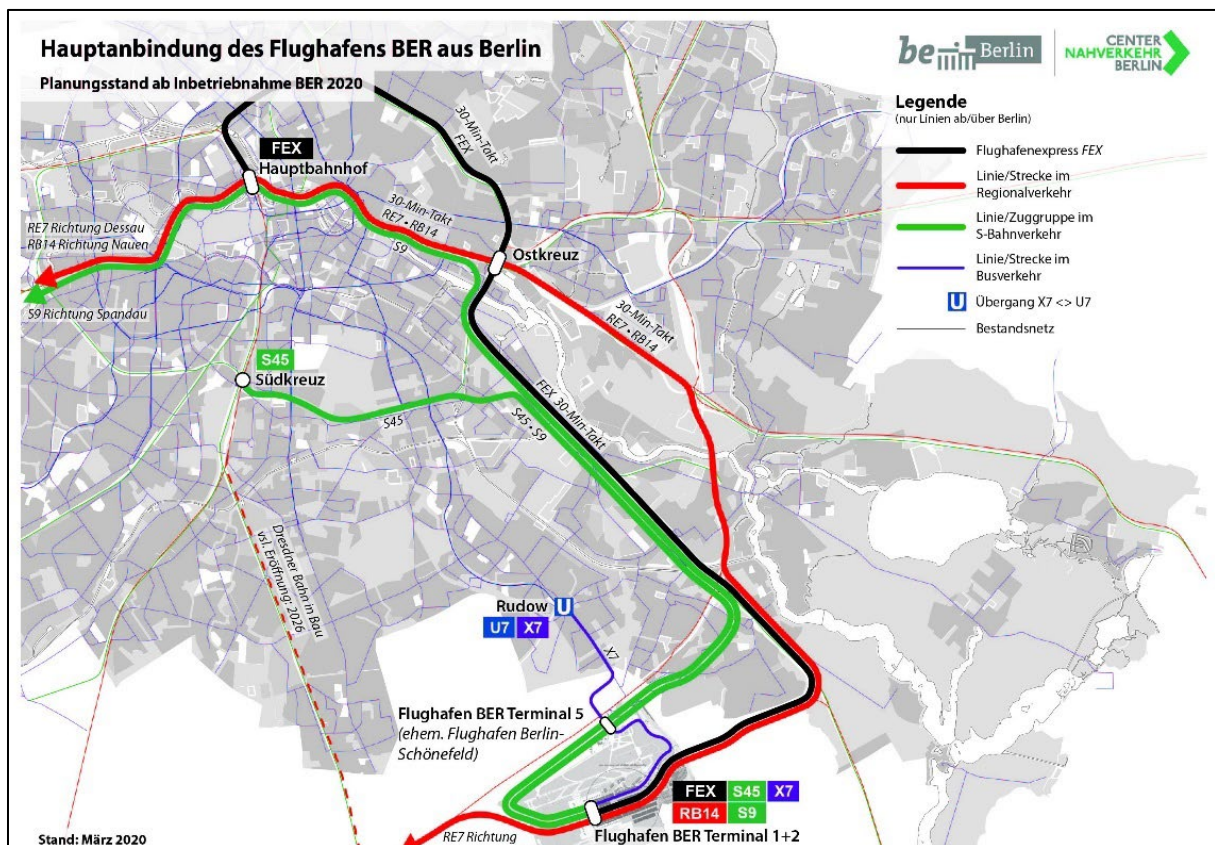 Hauptanbindung des Flughafens BER aus Berlin
Planungsstand ab Inbetriebnahme BER 2020
be Berlin
CENTER
NAHVERKEHR
BERLIN
Legende
(nur Linien ab/über Berlin)
Flughafenexpress FEX
Linie/Strecke im
Regionalverkehr
Linie/Zuggruppe im
S-Bahnverkehr
Linie/Strecke im
Busverkehr
U Übergang X7 <> U7
Bestandsnetz
30-Min-Takt
FEX
FEX
Hauptbahnhof
30-Min-Takt
RE7 • RB14
S9
RE7 Richtung Dessau
RB14 Richtung Nauen
S9 Richtung Spandau
Ostkreuz
30-Min-Takt
RE7 • RB14
S45
Südkreuz
S45
FEX 30-Min-Takt
S45 • S9
Dresdner Bahn in Bau
vsl. Eröffnung: 2026
Rudow U
U7 X7
X7
Flughafen BER Terminal 5
(ehem. Flughafen Berlin-
Schönefeld)
FEX S45 X7
RB14 S9
Flughafen BER Terminal 1+2
RE7 Richtung
Stand: März 2020